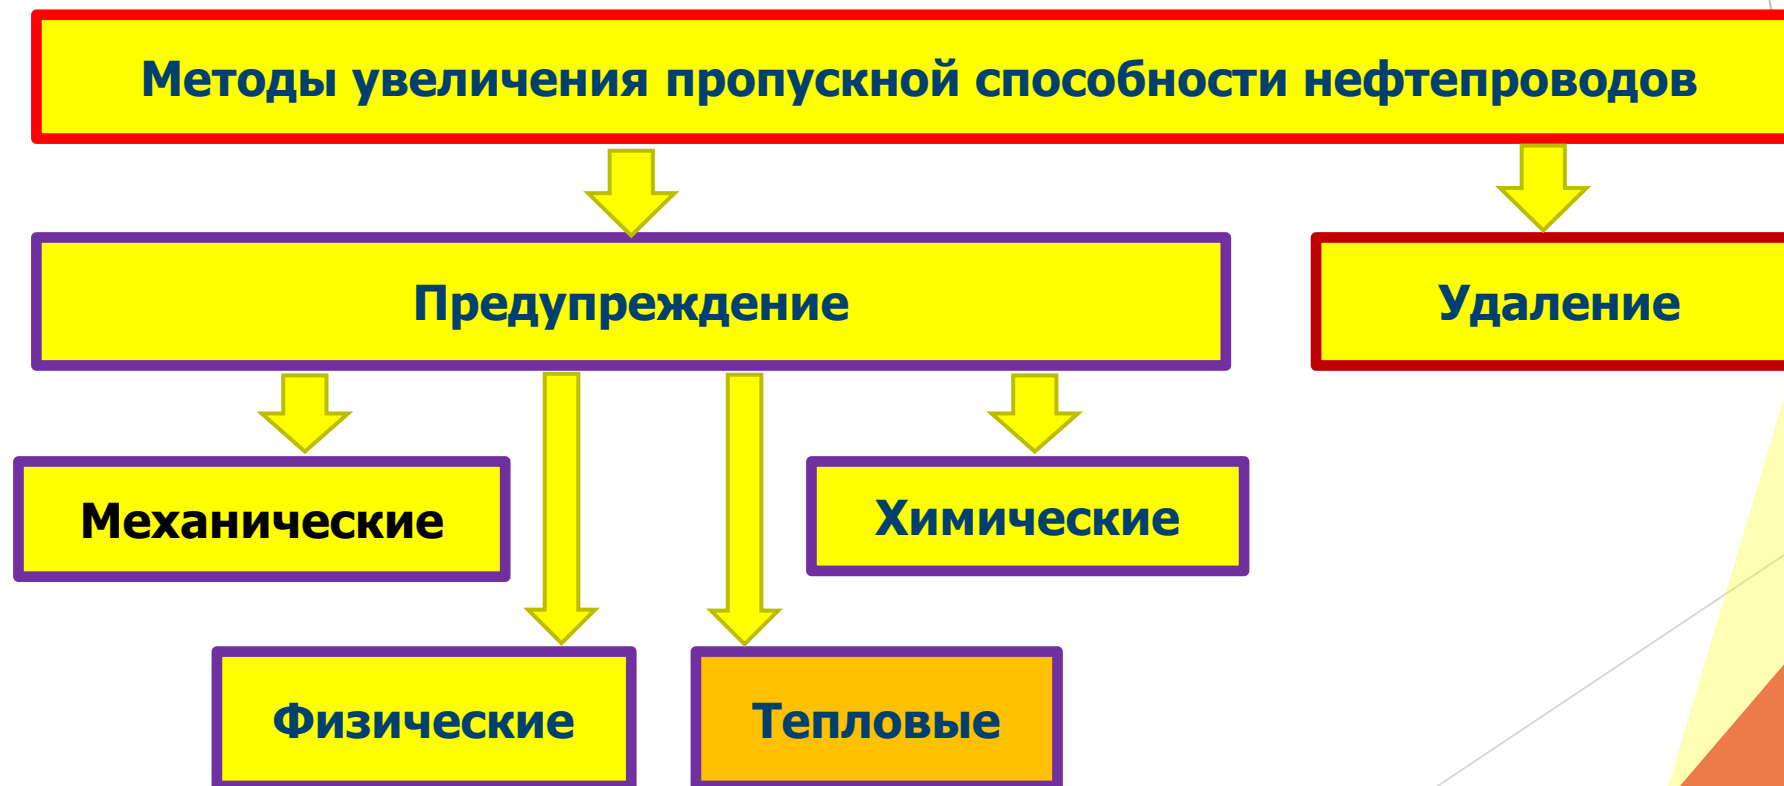 Методы увеличения пропускной способности нефтепроводов
Предупреждение
Удаление
Механические
Химические
Физические
Тепловые